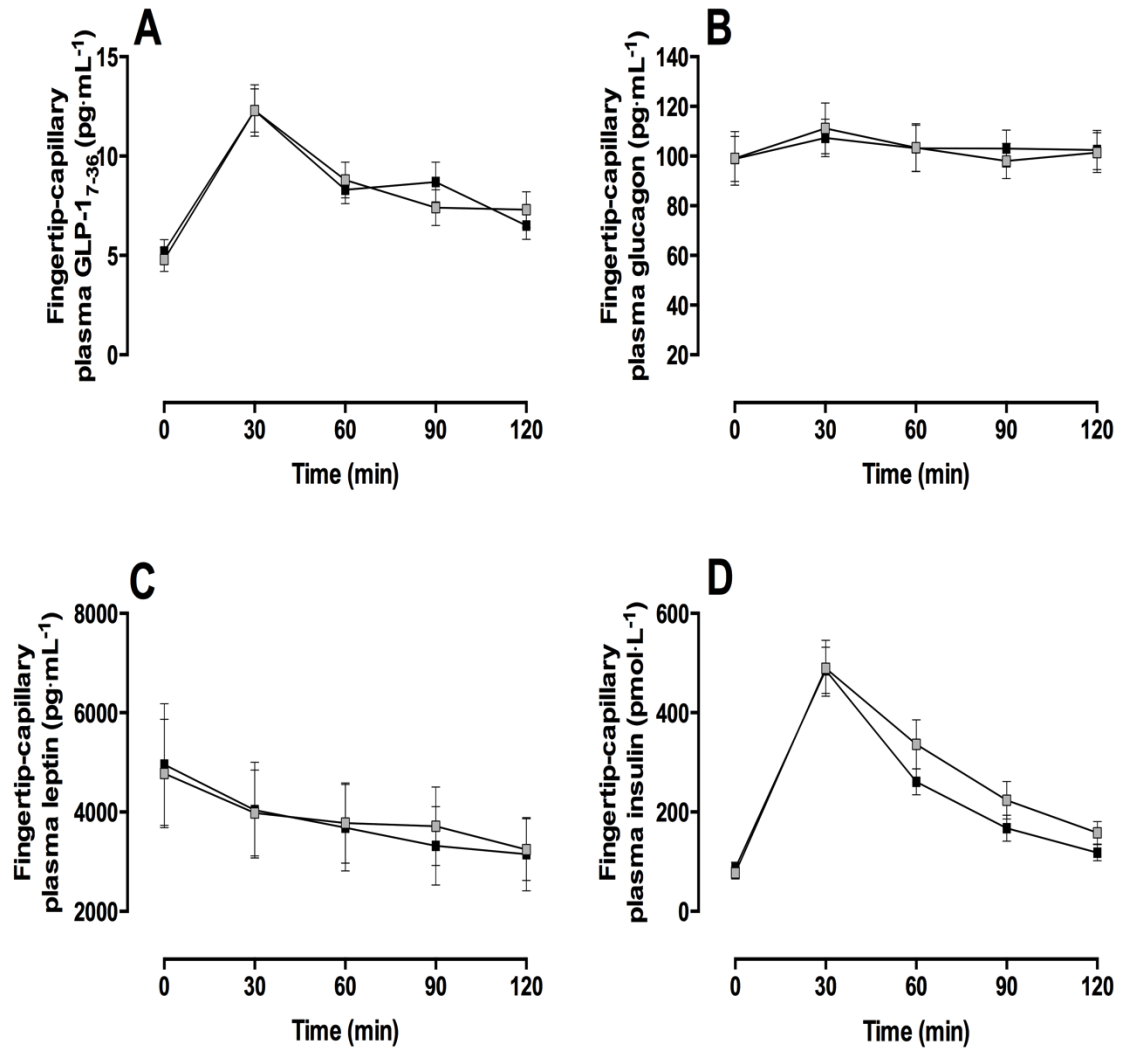 A
Fingertip-capillary
plasma GLP-1₇₋₃₆ (pg·mL⁻¹)
15
10
5
0
0 30 60 90 120
Time (min)
B
Fingertip-capillary
plasma glucagon (pg·mL⁻¹)
140
120
100
80
60
40
20
0 30 60 90 120
Time (min)
C
Fingertip-capillary
plasma leptin (pg·mL⁻¹)
8000
6000
4000
2000
0 30 60 90 120
Time (min)
D
Fingertip-capillary
plasma insulin (pmol·L⁻¹)
600
400
200
0
0 30 60 90 120
Time (min)